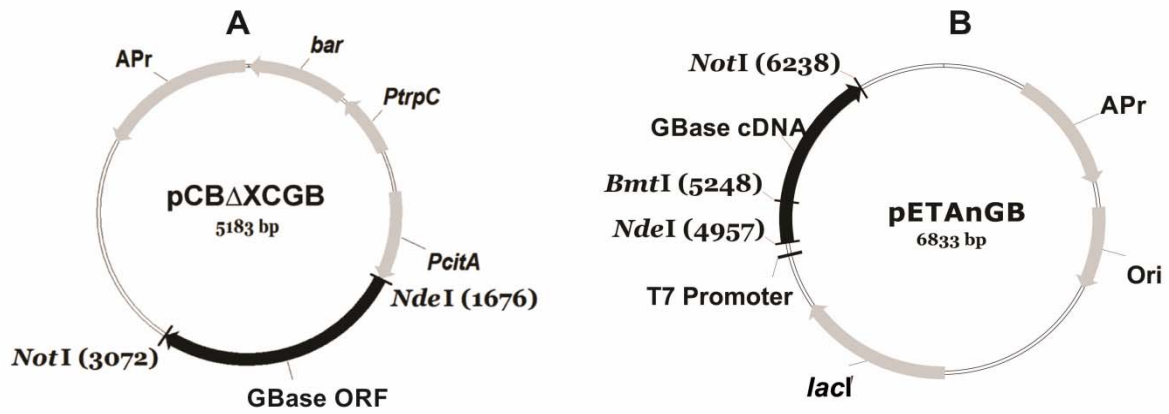 A
APr
bar
PtrpC
pCBΔXCGB
5183 bp
PcitA
NdeI (1676)
NotI (3072)
GBase ORF
B
NotI (6238)
APr
GBase cDNA
BmtI (5248)
pETAnGB
6833 bp
NdeI (4957)
Ori
T7 Promoter
lacI